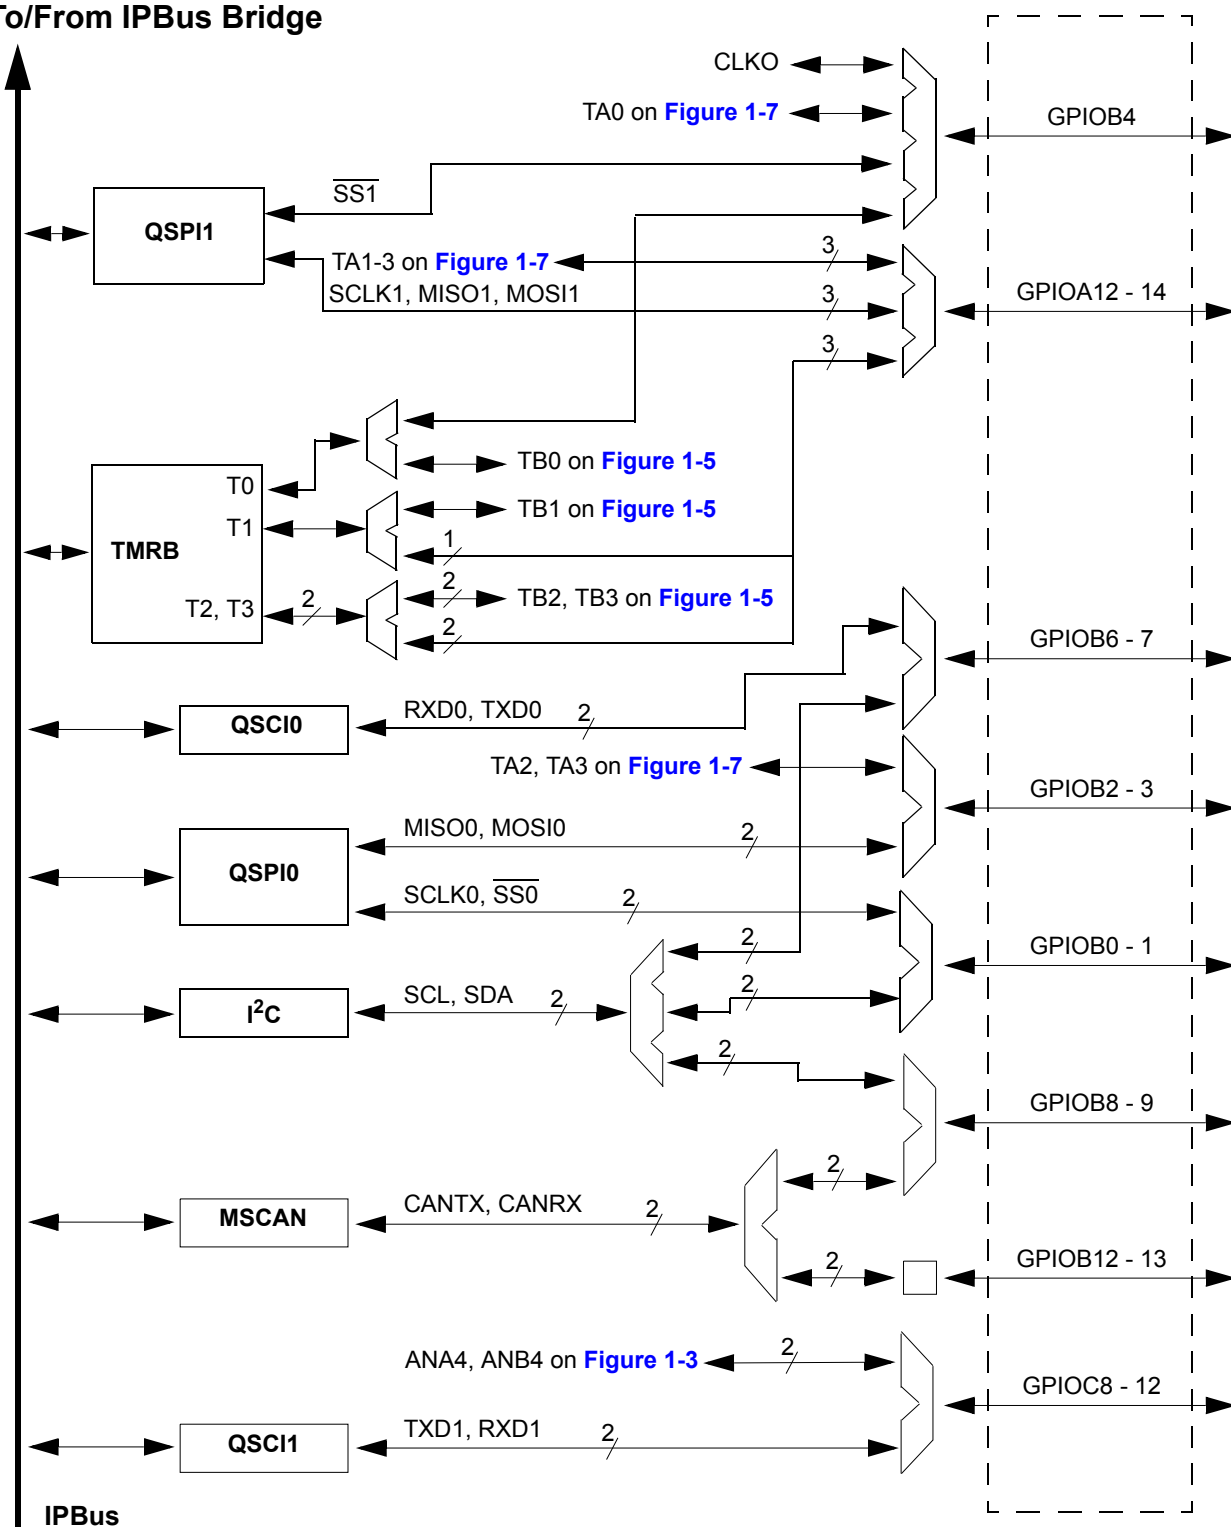 To/From IPBus Bridge
CLKO
TA0 on Figure 1-7
GPIOB4
SS1
QSPI1
TA1-3 on Figure 1-7
3
SCLK1, MISO1, MOSI1
3
GPIOA12 - 14
3
TB0 on Figure 1-5
T0
TB1 on Figure 1-5
T1
TMRB
1
2
TB2, TB3 on Figure 1-5
T2, T3
2
2
GPIOB6 - 7
RXD0, TXD0
2
QSCI0
TA2, TA3 on Figure 1-7
GPIOB2 - 3
MISO0, MOSI0
2
QSPI0
SCLK0, SS0
2
2
GPIOB0 - 1
SCL, SDA
2
2
I2C
2
GPIOB8 - 9
2
CANTX, CANRX
2
MSCAN
2
GPIOB12 - 13
ANA4, ANB4 on Figure 1-3
2
GPIOC8 - 12
TXD1, RXD1
2
QSCI1
IPBus